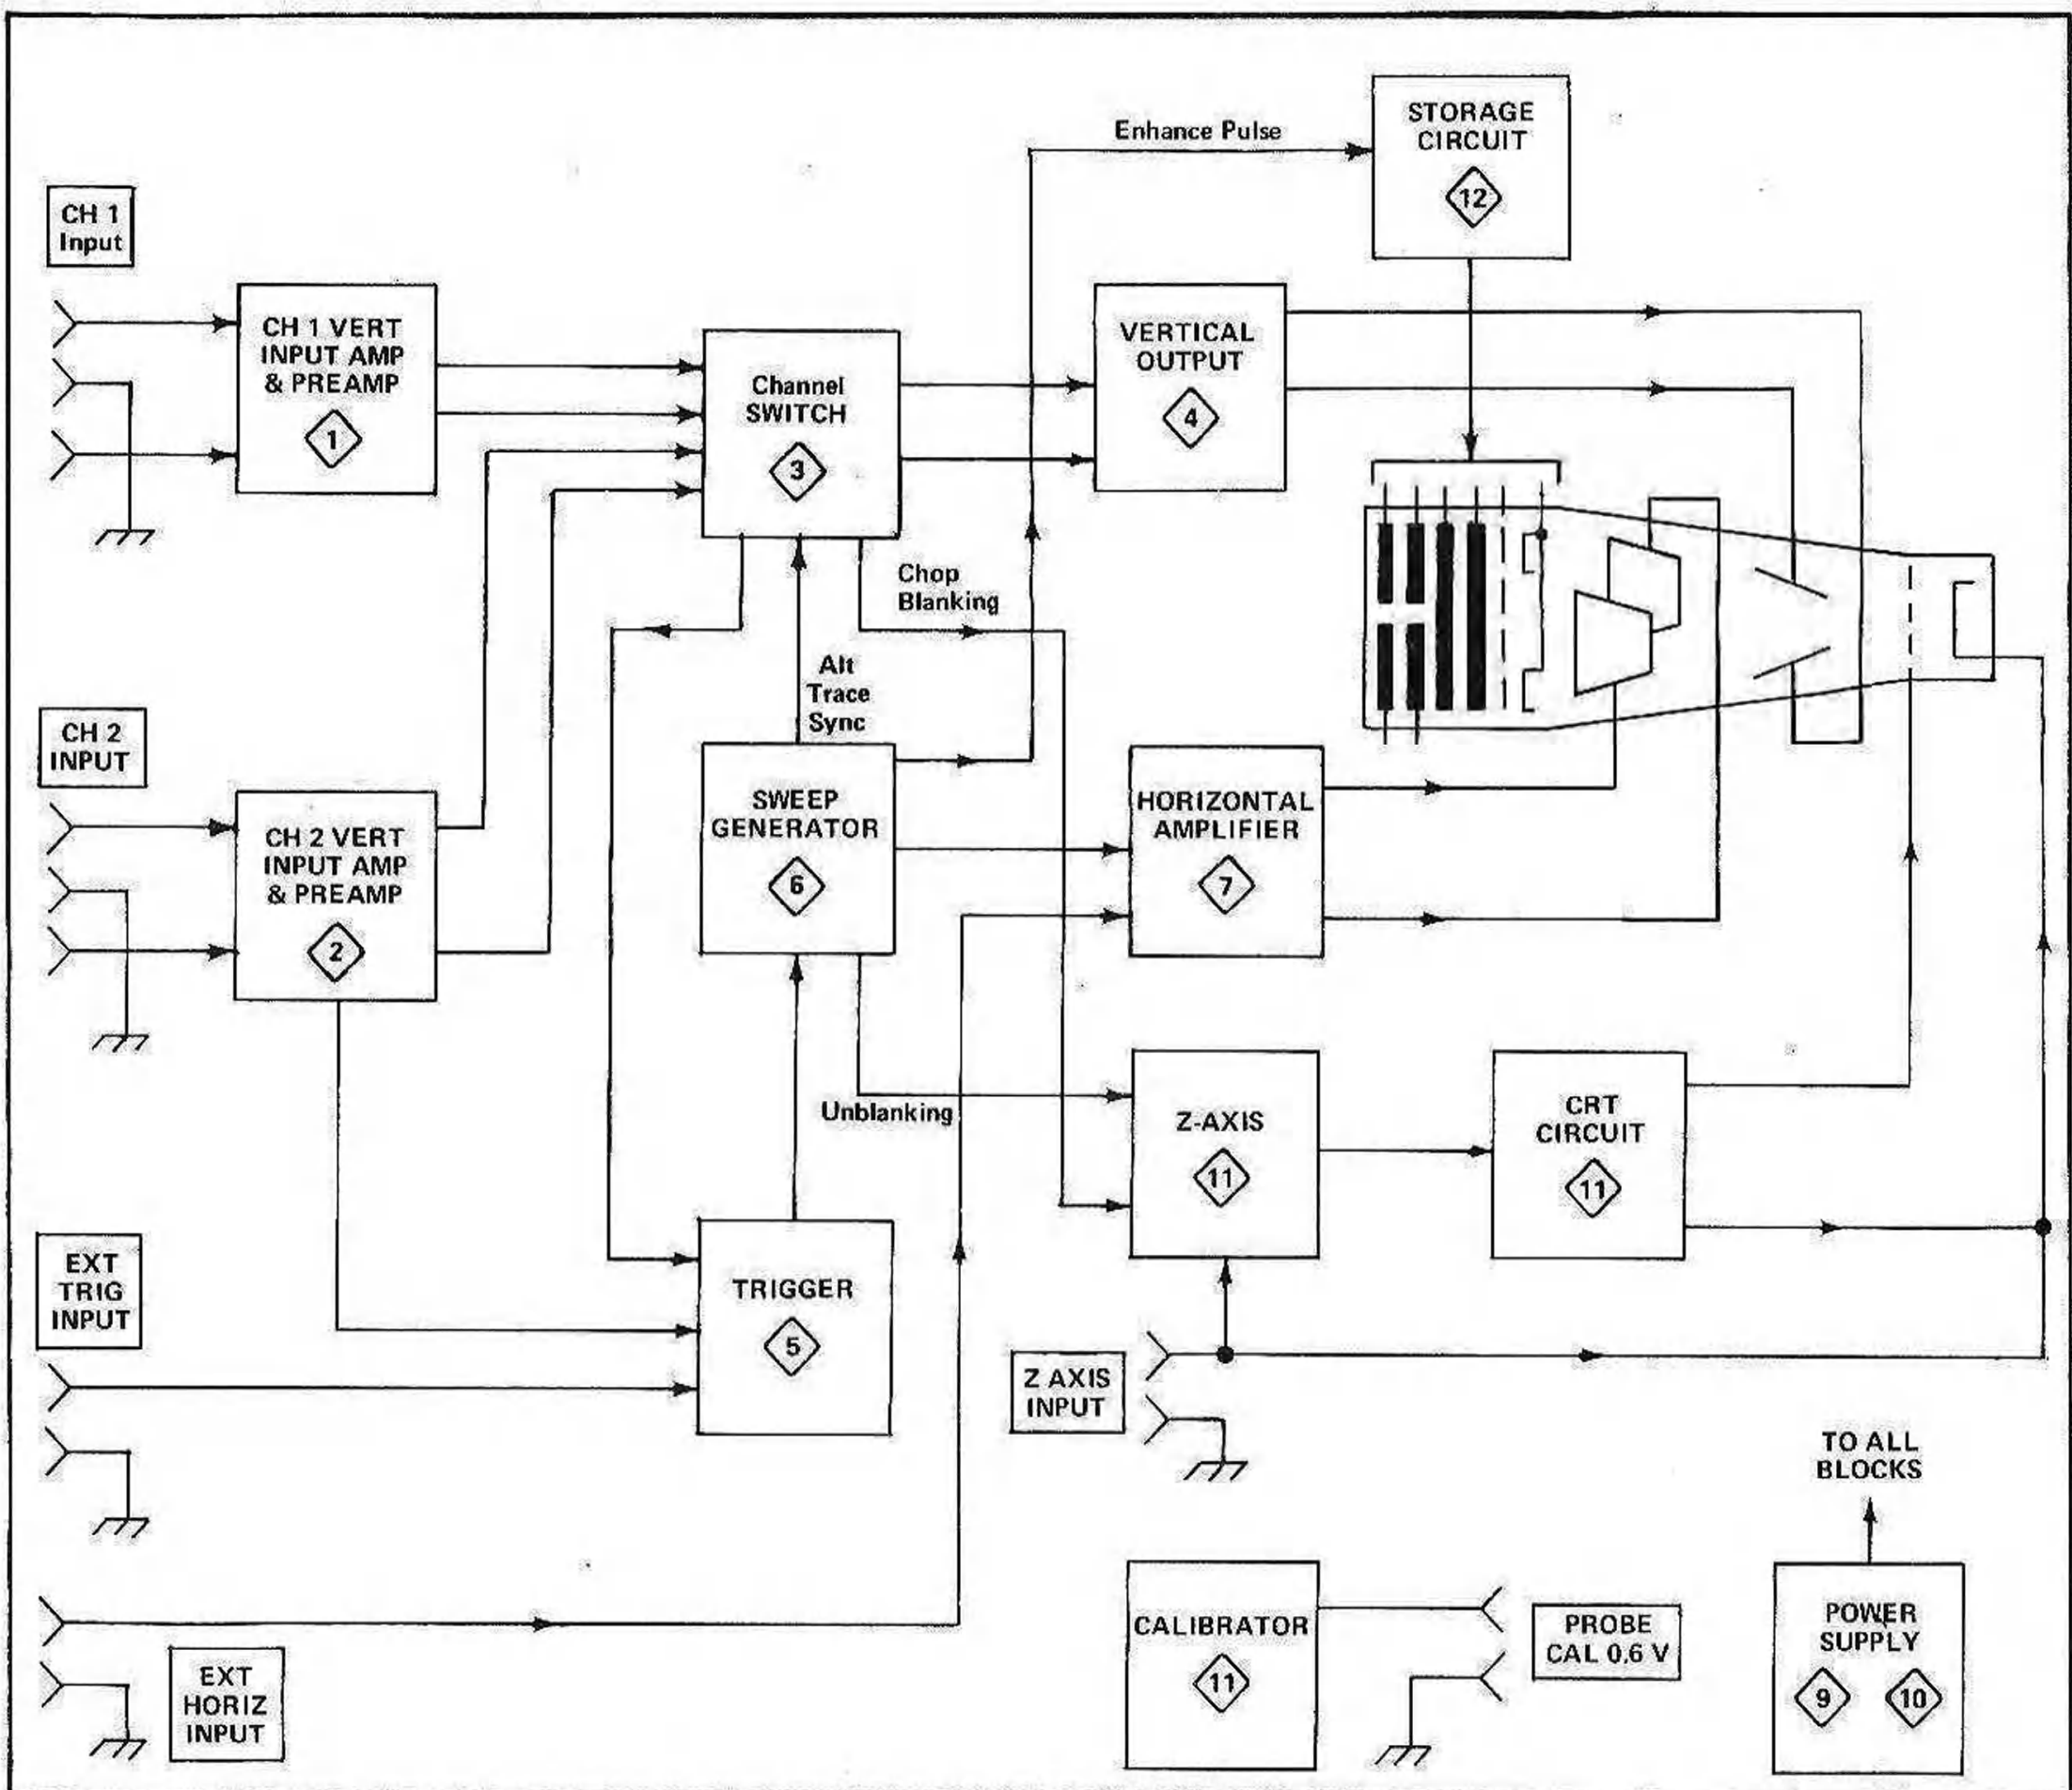 Enhance Pulse
STORAGE
CIRCUIT
12
CH 1
Input
CH 1 VERT
INPUT AMP
& PREAMP
1
Channel
SWITCH
3
VERTICAL
OUTPUT
4
Chop
Blanking
Alt
Trace
Sync
CH 2
INPUT
CH 2 VERT
INPUT AMP
& PREAMP
2
SWEEP
GENERATOR
6
HORIZONTAL
AMPLIFIER
7
Unblanking
Z-AXIS
11
CRT
CIRCUIT
11
EXT
TRIG
INPUT
TRIGGER
5
Z AXIS
INPUT
TO ALL
BLOCKS
EXT
HORIZ
INPUT
CALIBRATOR
11
PROBE
CAL 0.6 V
POWER
SUPPLY
9 10